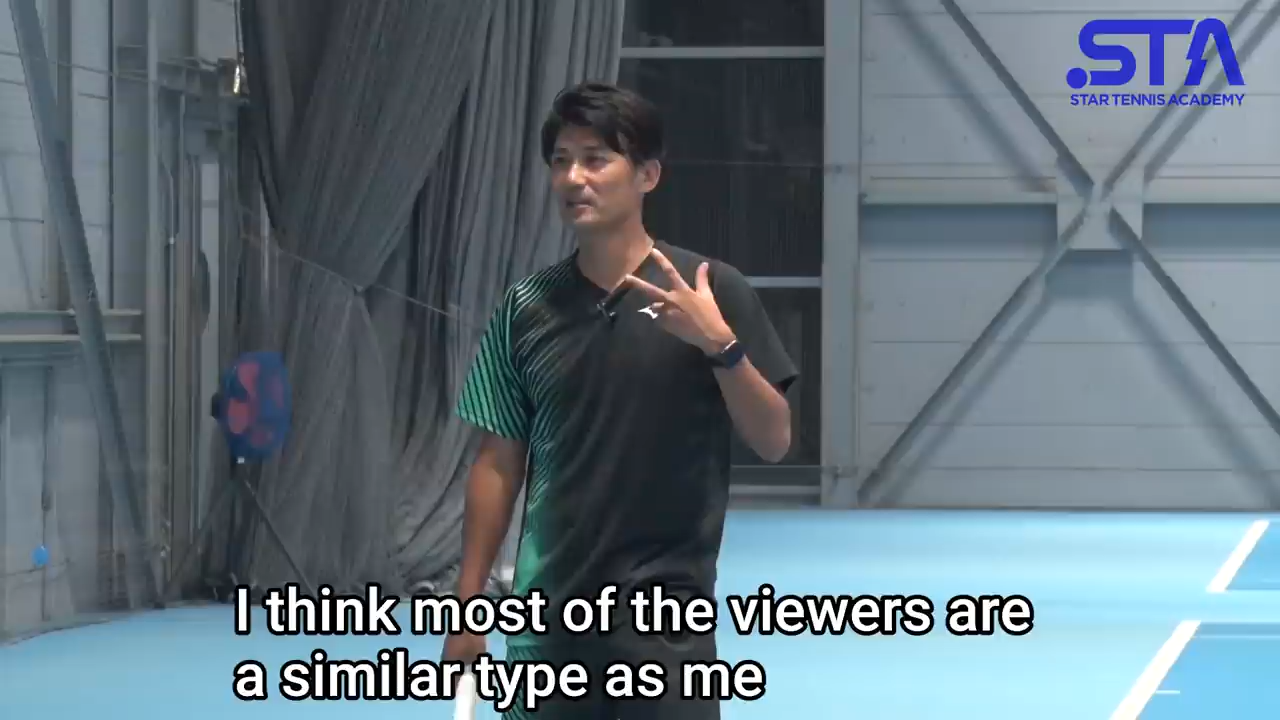 .STA
STAR TENNIS ACADEMY
I think most of the viewers are
a similar type as me